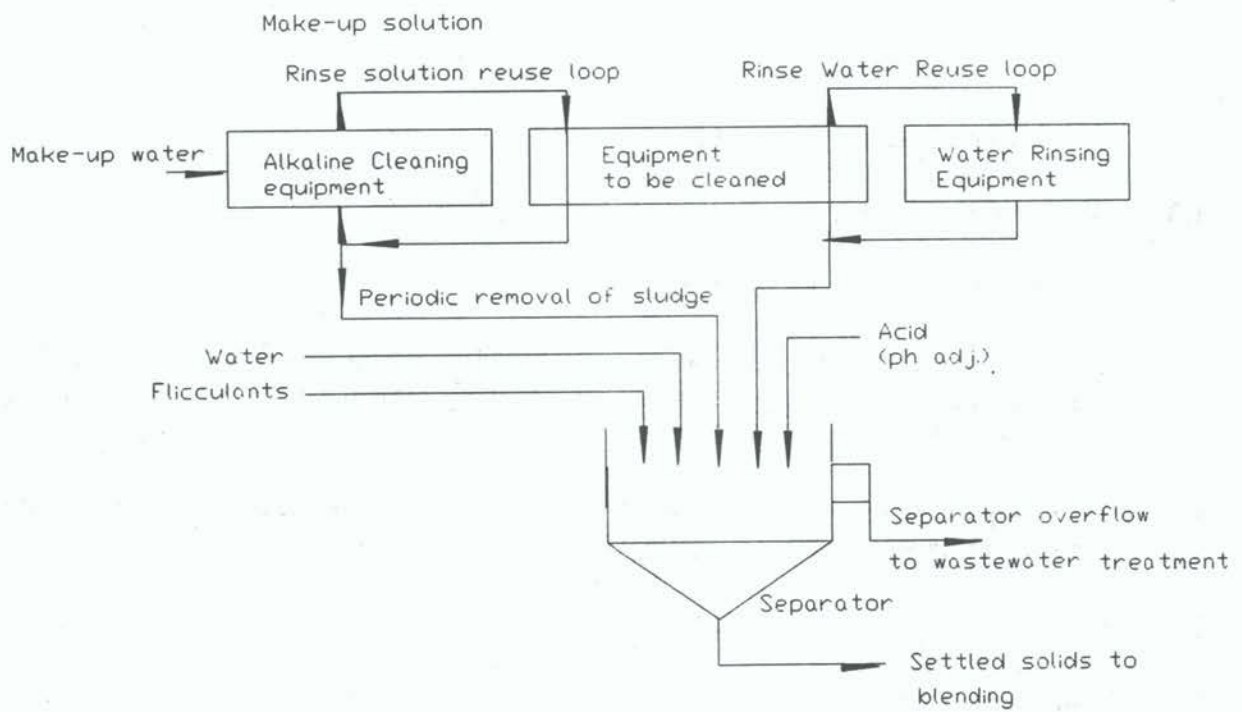 Make-up solution
Rinse solution reuse loop
Rinse Water Reuse loop
Make-up water
Alkaline Cleaning
equipment
Equipment
to be cleaned
Water Rinsing
Equipment
Periodic removal of sludge
Acid
(ph adj.)
Water
Flicculants
Separator overflow
to wastewater treatment
Separator
Settled solids to
blending